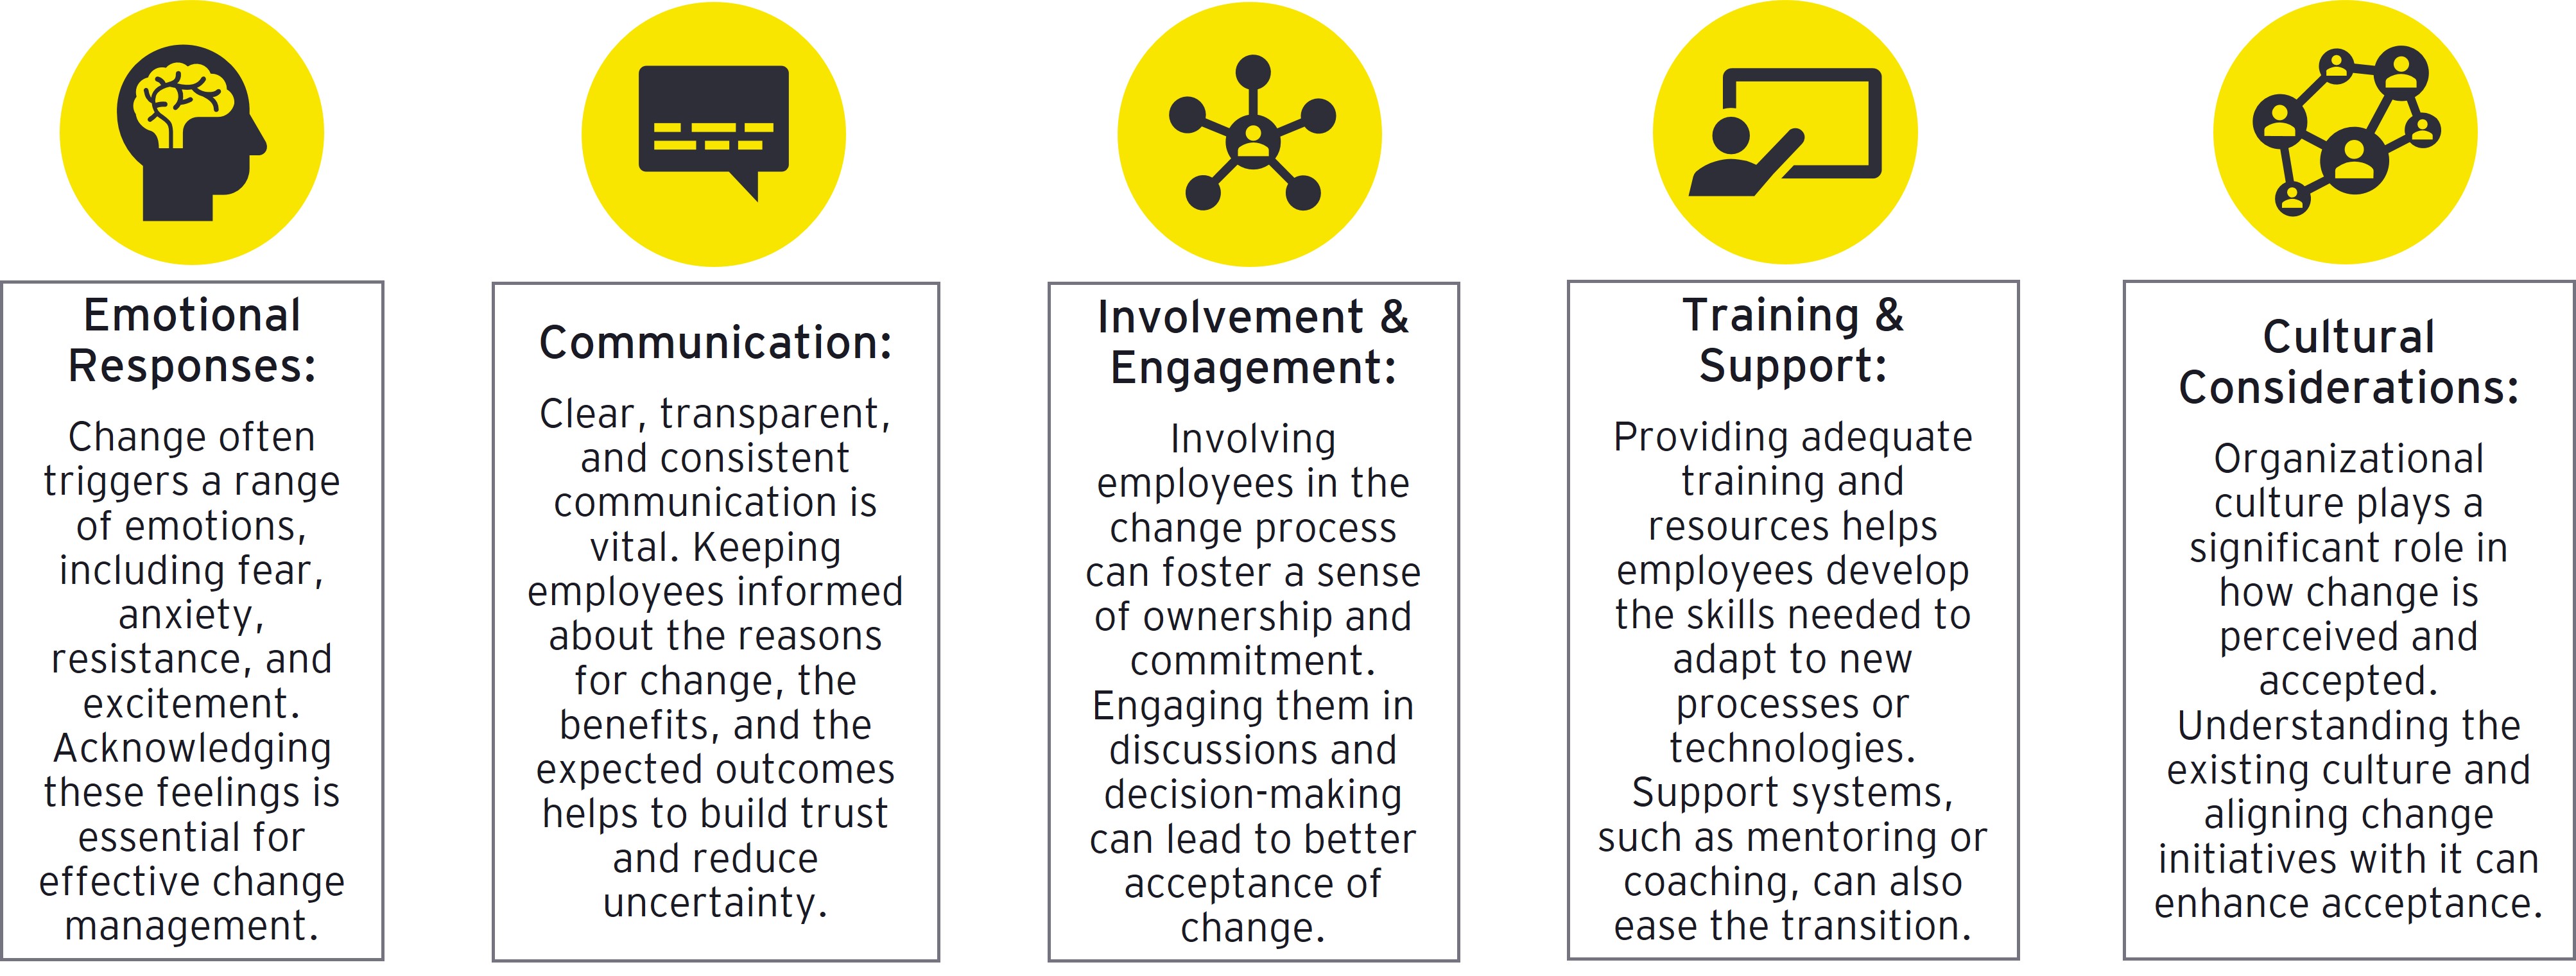 Emotional
Responses:
Change often
triggers a range
of emotions,
including fear,
anxiety,
resistance, and
excitement.
Acknowledging
these feelings is
essential for
effective change
management.
Communication:
Clear, transparent,
and consistent
communication is
vital. Keeping
employees informed
about the reasons
for change, the
benefits, and the
expected outcomes
helps to build trust
and reduce
uncertainty.
Involvement &
Engagement:
Involving
employees in the
change process
can foster a sense
of ownership and
commitment.
Engaging them in
discussions and
decision-making
can lead to better
acceptance of
change.
Training &
Support:
Providing adequate
training and
resources helps
employees develop
the skills needed to
adapt to new
processes or
technologies.
Support systems,
such as mentoring or
coaching, can also
ease the transition.
Cultural
Considerations:
Organizational
culture plays a
significant role in
how change is
perceived and
accepted.
Understanding the
existing culture and
aligning change
initiatives with it can
enhance acceptance.